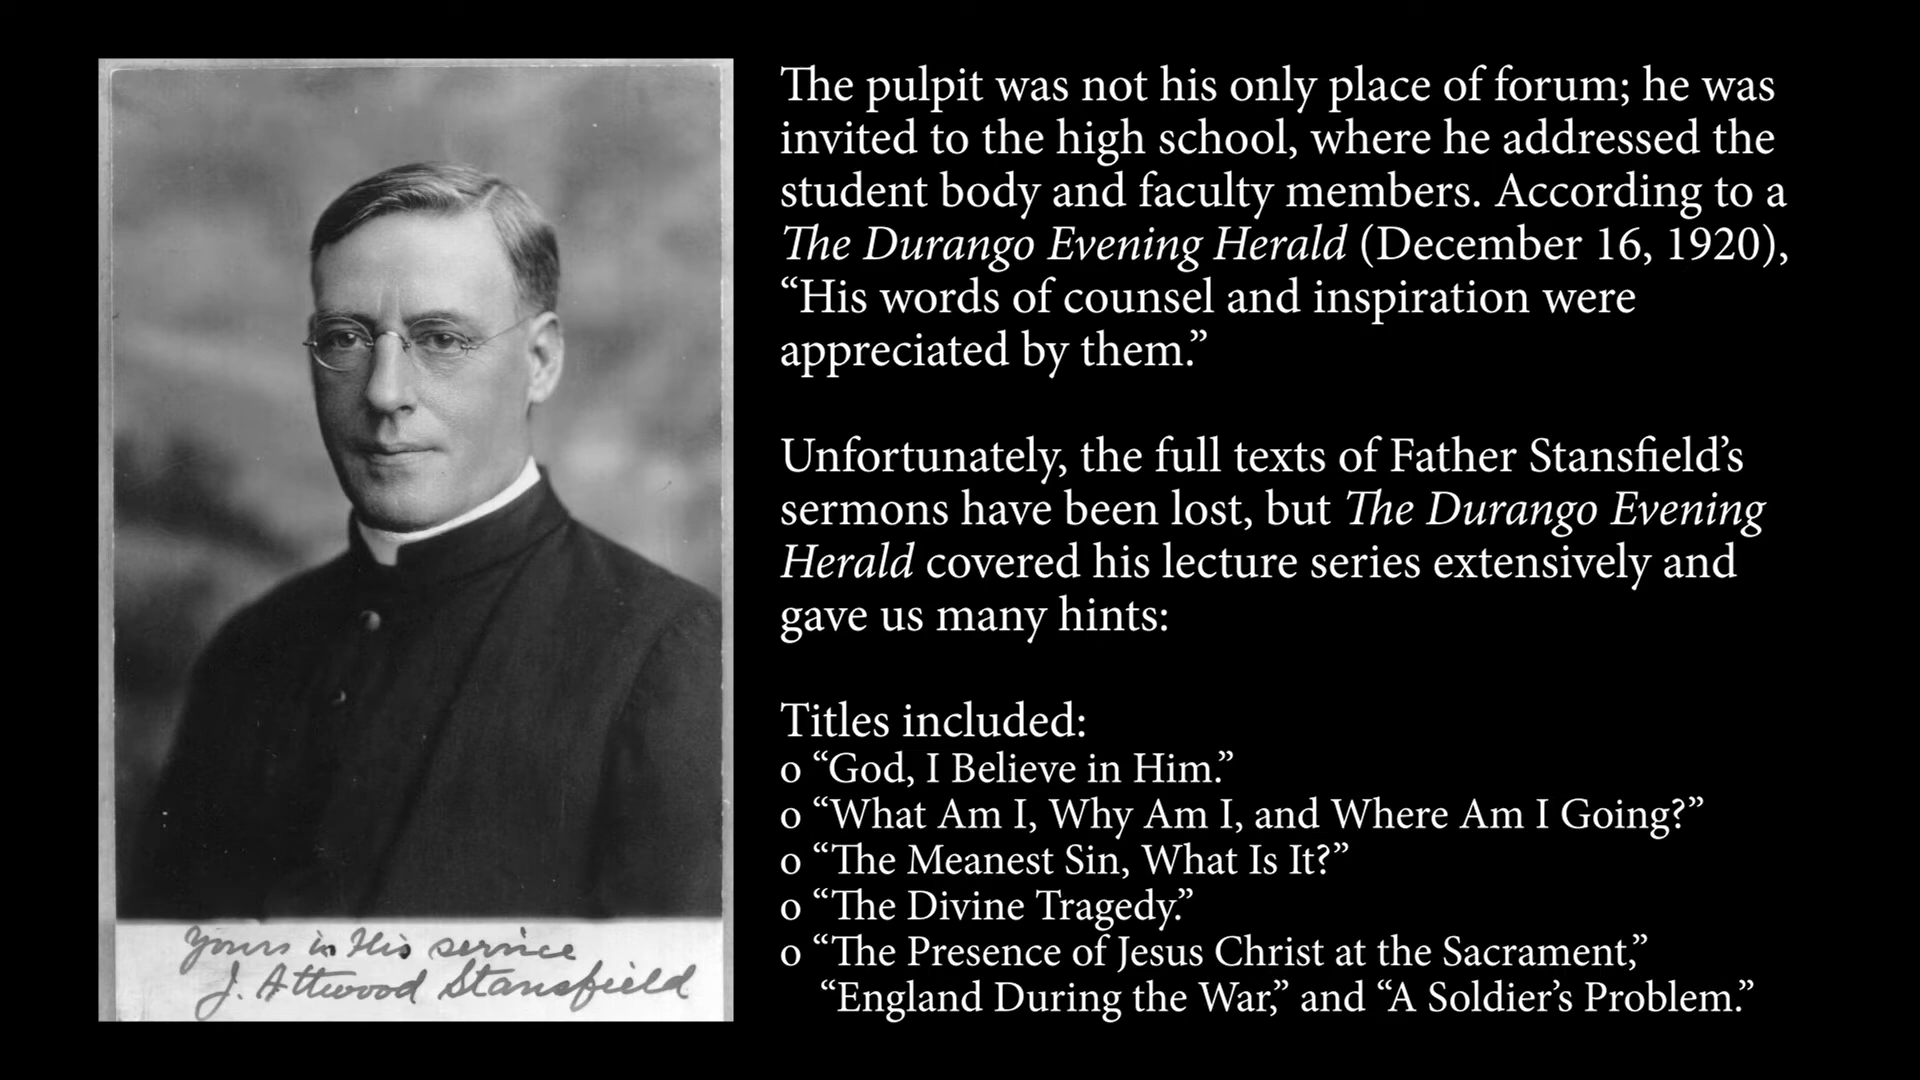 The pulpit was not his only place of forum; he was
invited to the high school, where he addressed the
student body and faculty members. According to a
The Durango Evening Herald (December 16, 1920),
“His words of counsel and inspiration were
appreciated by them.”
Unfortunately, the full texts of Father Stansfield’s
sermons have been lost, but The Durango Evening
Herald covered his lecture series extensively and
gave us many hints:
Titles included:
o “God, I Believe in Him.”
o “What Am I, Why Am I, and Where Am I Going?”
o “The Meanest Sin, What Is It?”
o “The Divine Tragedy.”
o “The Presence of Jesus Christ at the Sacrament,”
“England During the War,” and “A Soldier’s Problem.”
Yours in His service
J. Attwood Stansfield